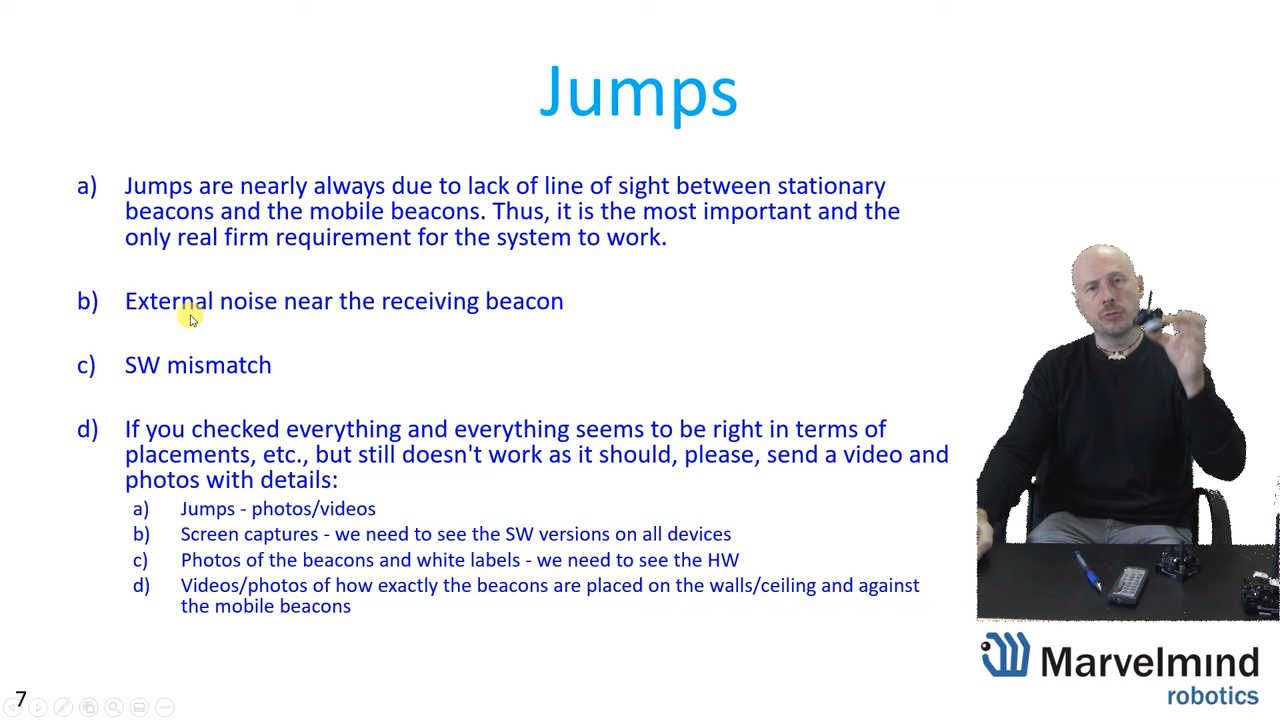 Jumps
a) Jumps are nearly always due to lack of line of sight between stationary
beacons and the mobile beacons. Thus, it is the most important and the
only real firm requirement for the system to work.
b) External noise near the receiving beacon
c) SW mismatch
d) If you checked everything and everything seems to be right in terms of
placements, etc., but still doesn't work as it should, please, send a video and
photos with details:
a) Jumps - photos/videos
b) Screen captures - we need to see the SW versions on all devices
c) Photos of the beacons and white labels - we need to see the HW
d) Videos/photos of how exactly the beacons are placed on the walls/ceiling and against
the mobile beacons
Marvelmind
robotics
7